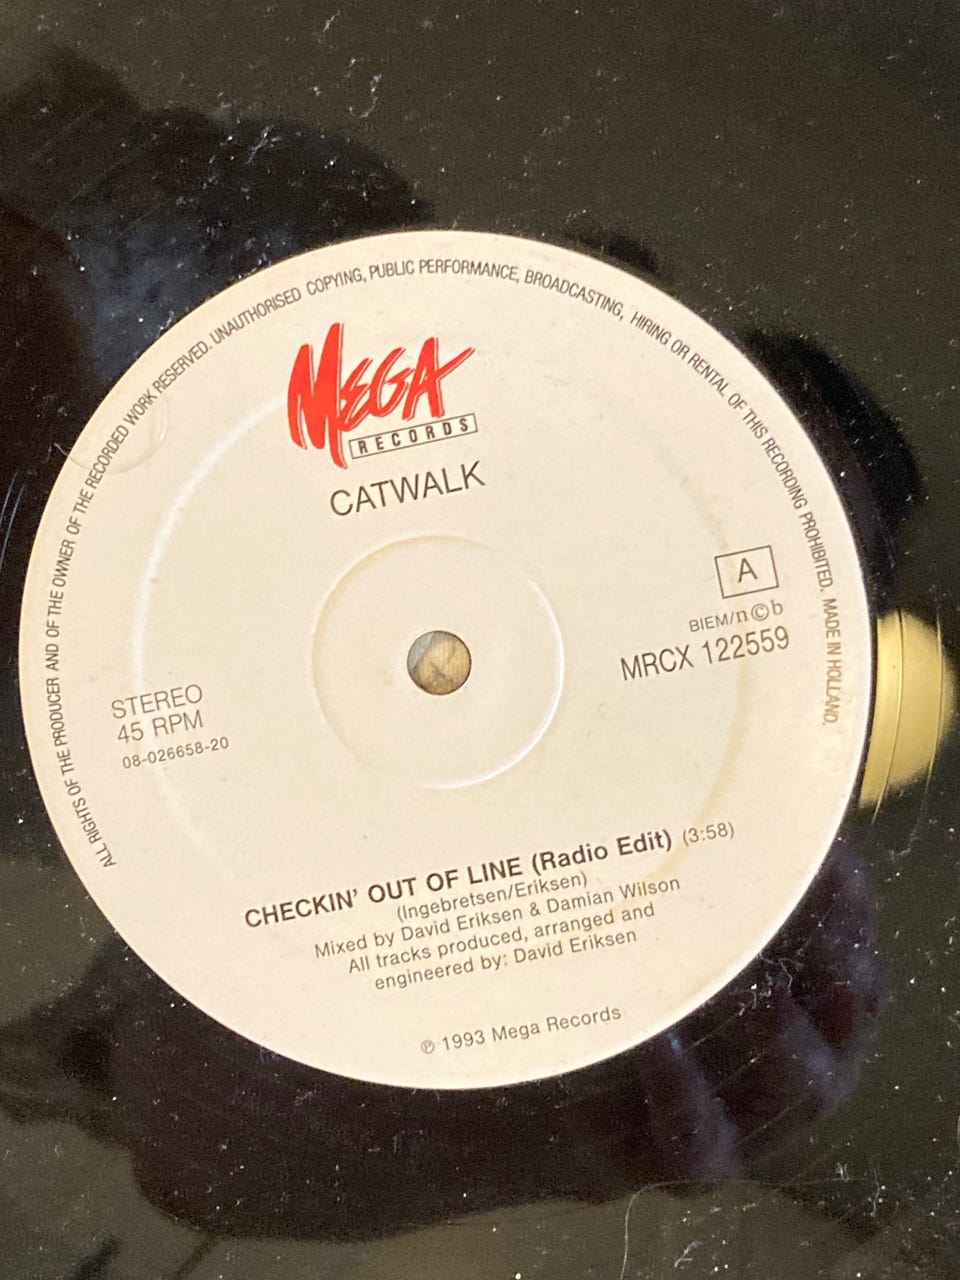 ALL RIGHTS OF THE PRODUCER AND OF THE OWNER OF THE RECORDED WORK RESERVED. UNAUTHORISED COPYING, PUBLIC PERFORMANCE, BROADCASTING, HIRING OR RENTAL OF THIS RECORDING PROHIBITED. MADE IN HOLLAND.
MEGA
RECORDS
CATWALK
A
BIEM/n©b
MRCX 122559
STEREO
45 RPM
08-026658-20
CHECKIN' OUT OF LINE (Radio Edit) (3:58)
(Ingebretsen/Eriksen)
Mixed by David Eriksen & Damian Wilson
All tracks produced, arranged and
engineered by: David Eriksen
℗ 1993 Mega Records